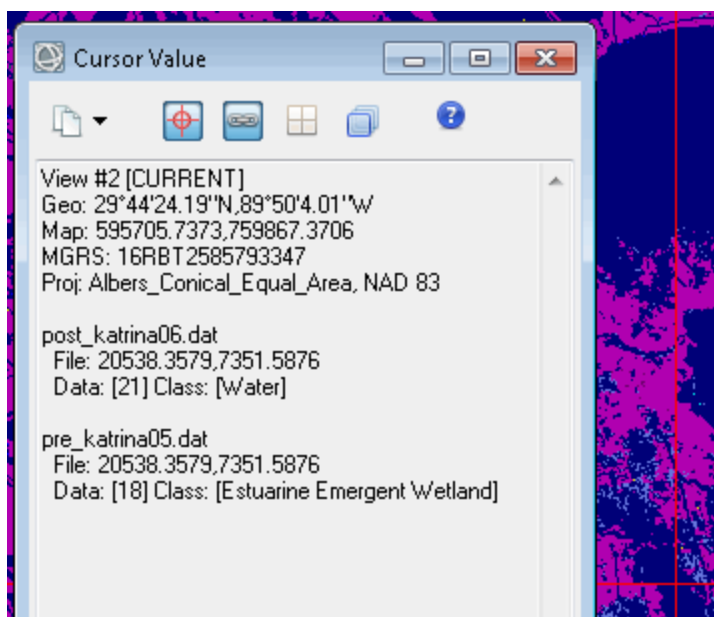 Cursor Value
View #2 [CURRENT]
Geo: 29°44'24.19"N,89°50'4.01"W
Map: 595705.7373,759867.3706
MGRS: 16RBT2585793347
Proj: Albers_Conical_Equal_Area, NAD 83
post_katrina06.dat
File: 20538.3579,7351.5876
Data: [21] Class: [Water]
pre_katrina05.dat
File: 20538.3579,7351.5876
Data: [18] Class: [Estuarine Emergent Wetland]